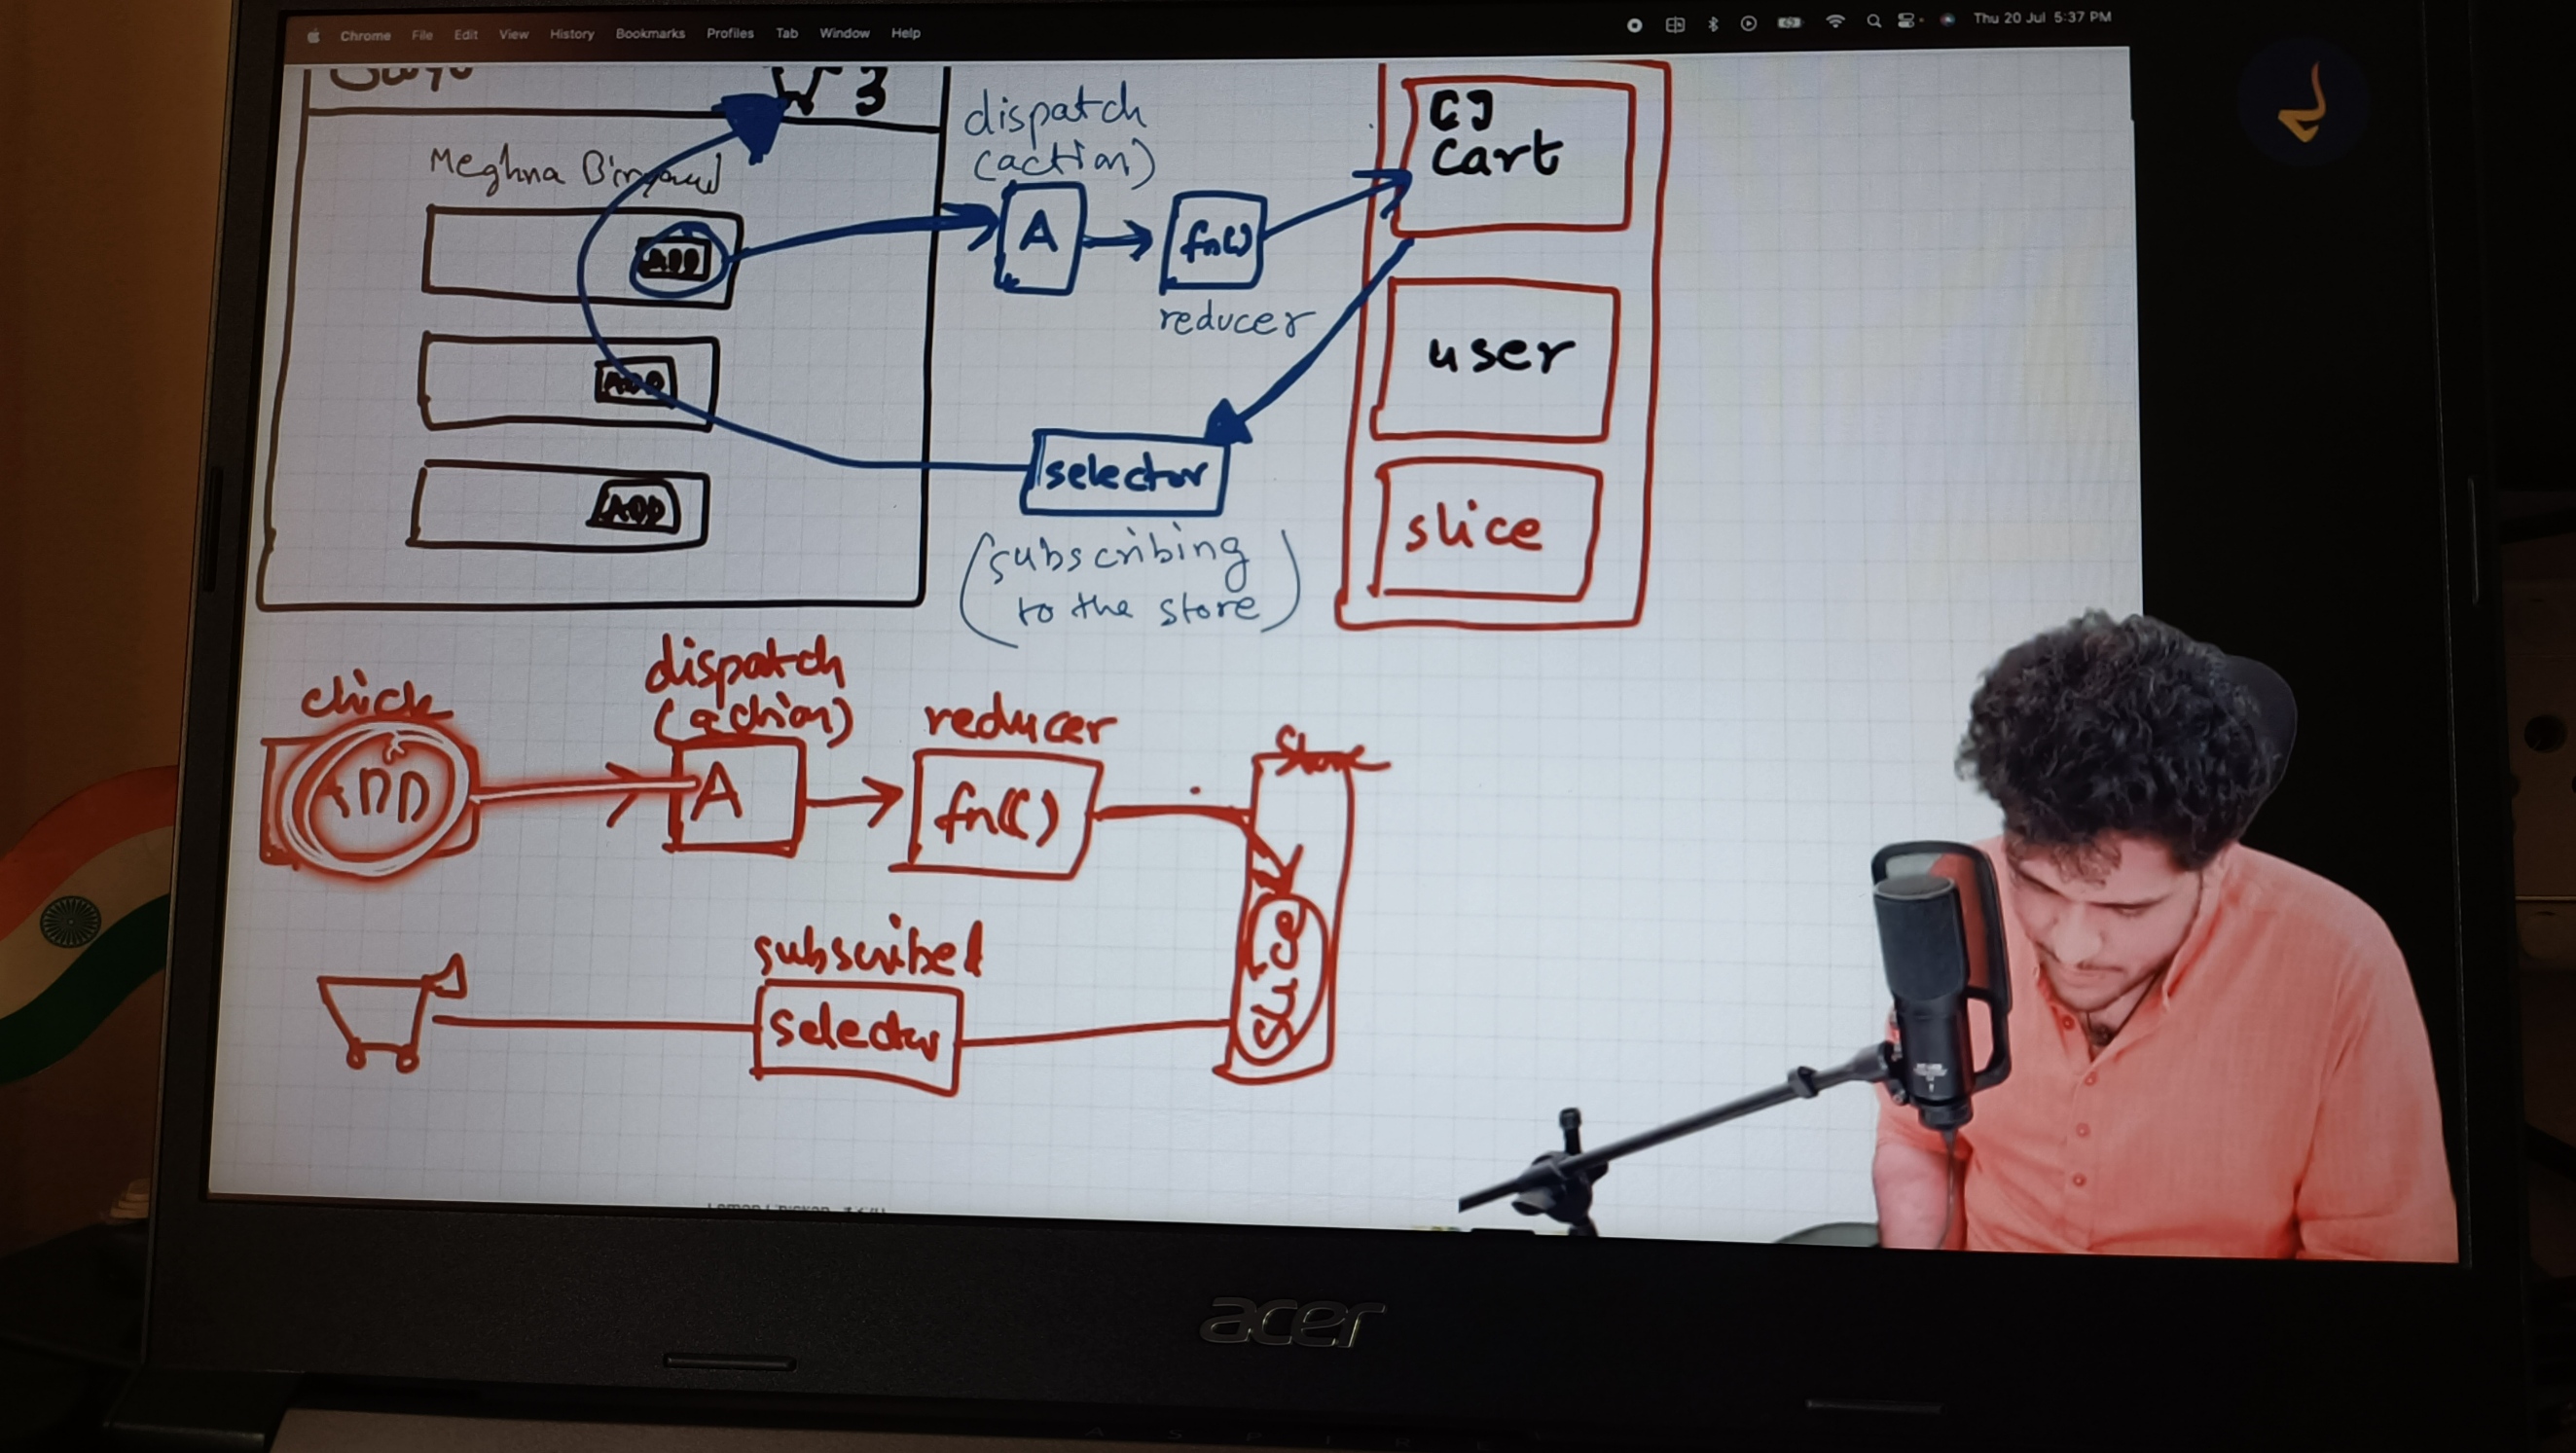 Chrome File Edit View History Bookmarks Profiles Tab Window Help
Thu 20 Jul 5:37 PM
3
Meghna
ADD
ADD
ADD
dispatch
(action)
A
fn()
reducer
selector
(subscribing
to the store)
[]
Cart
user
slice
click
ADD
dispatch
(action)
A
reducer
fn()
Store
slice
subscribed
selector
acer
ASPIRE